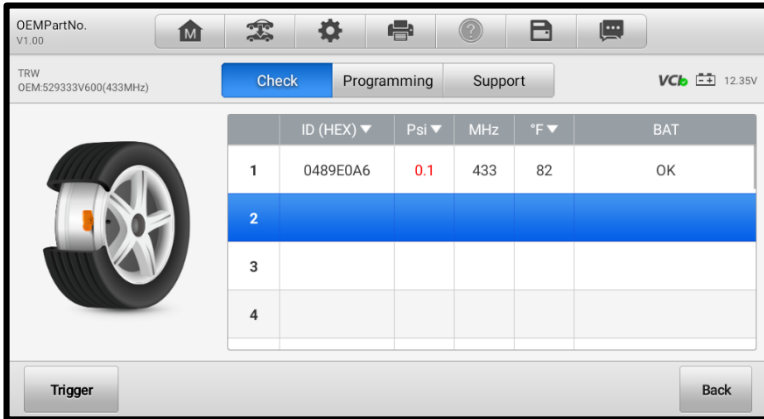 OEMPartNo.
V1.00
M
?
TRW
OEM:529333V600(433MHz)
Check Programming Support
VCI 12.35V
ID (HEX) ▼ Psi ▼ MHz °F ▼ BAT
1 0489E0A6 0.1 433 82 OK
2
3
4
Trigger Back